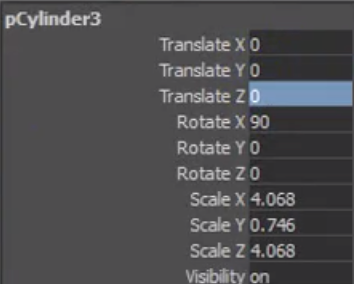 pCylinder3
Translate X 0
Translate Y 0
Translate Z 0
Rotate X 90
Rotate Y 0
Rotate Z 0
Scale X 4.068
Scale Y 0.746
Scale Z 4.068
Visibility on